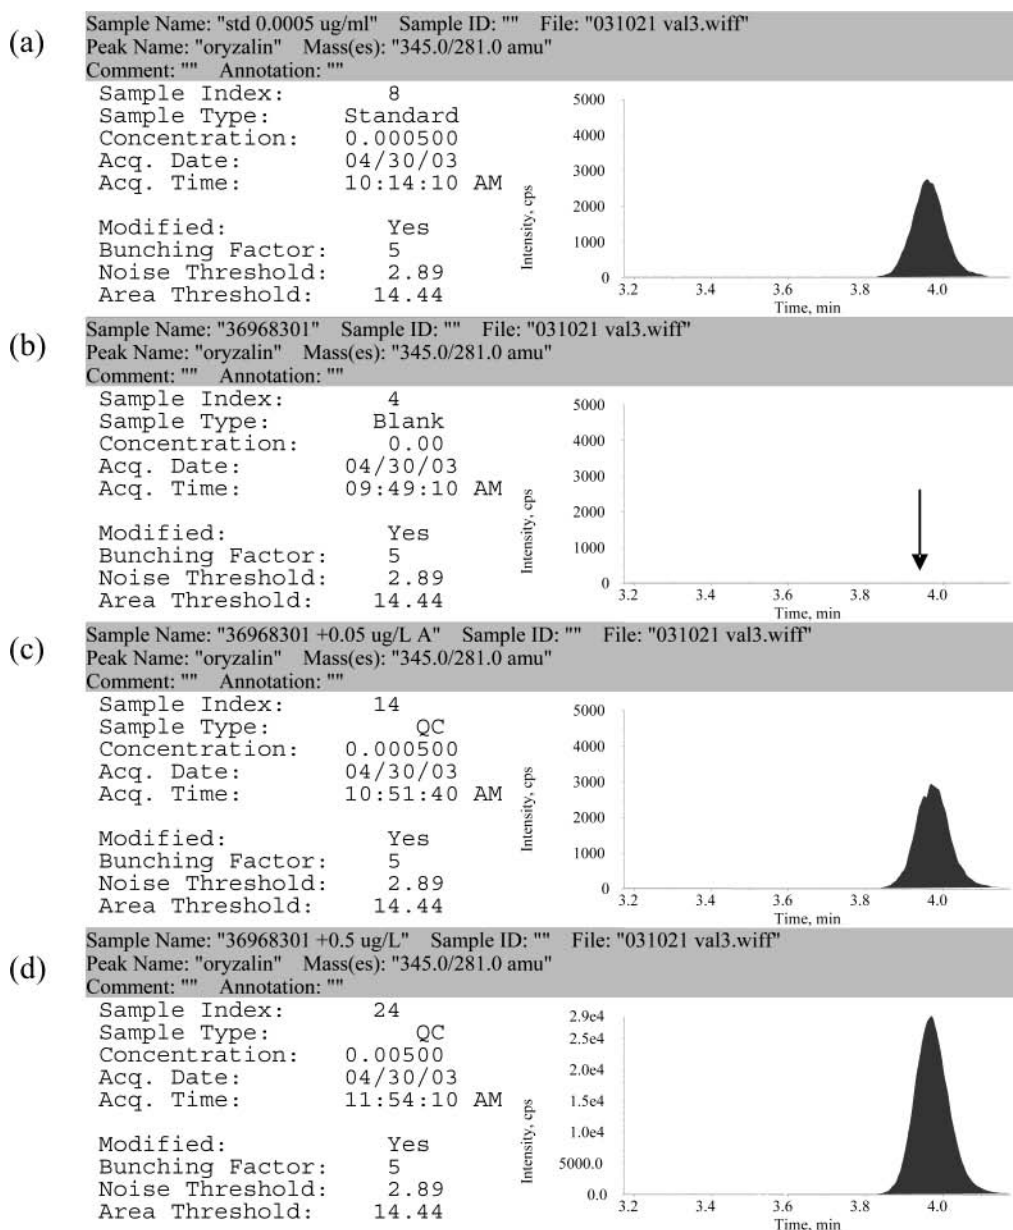 (a)
Sample Name: "std 0.0005 ug/ml" Sample ID: "" File: "031021 val3.wiff"
Peak Name: "oryzalin" Mass(es): "345.0/281.0 amu"
Comment: "" Annotation: ""
Sample Index: 8
Sample Type: Standard
Concentration: 0.000500
Acq. Date: 04/30/03
Acq. Time: 10:14:10 AM
Modified: Yes
Bunching Factor: 5
Noise Threshold: 2.89
Area Threshold: 14.44
Intensity, cps
5000
4000
3000
2000
1000
0
3.2 3.4 3.6 3.8 4.0
Time, min
(b)
Sample Name: "36968301" Sample ID: "" File: "031021 val3.wiff"
Peak Name: "oryzalin" Mass(es): "345.0/281.0 amu"
Comment: "" Annotation: ""
Sample Index: 4
Sample Type: Blank
Concentration: 0.00
Acq. Date: 04/30/03
Acq. Time: 09:49:10 AM
Modified: Yes
Bunching Factor: 5
Noise Threshold: 2.89
Area Threshold: 14.44
Intensity, cps
5000
4000
3000
2000
1000
0
3.2 3.4 3.6 3.8 4.0
Time, min
(c)
Sample Name: "36968301 +0.05 ug/L A" Sample ID: "" File: "031021 val3.wiff"
Peak Name: "oryzalin" Mass(es): "345.0/281.0 amu"
Comment: "" Annotation: ""
Sample Index: 14
Sample Type: QC
Concentration: 0.000500
Acq. Date: 04/30/03
Acq. Time: 10:51:40 AM
Modified: Yes
Bunching Factor: 5
Noise Threshold: 2.89
Area Threshold: 14.44
Intensity, cps
5000
4000
3000
2000
1000
0
3.2 3.4 3.6 3.8 4.0
Time, min
(d)
Sample Name: "36968301 +0.5 ug/L" Sample ID: "" File: "031021 val3.wiff"
Peak Name: "oryzalin" Mass(es): "345.0/281.0 amu"
Comment: "" Annotation: ""
Sample Index: 24
Sample Type: QC
Concentration: 0.00500
Acq. Date: 04/30/03
Acq. Time: 11:54:10 AM
Modified: Yes
Bunching Factor: 5
Noise Threshold: 2.89
Area Threshold: 14.44
Intensity, cps
2.9e4
2.5e4
2.0e4
1.5e4
1.0e4
5000.0
0.0
3.2 3.4 3.6 3.8 4.0
Time, min